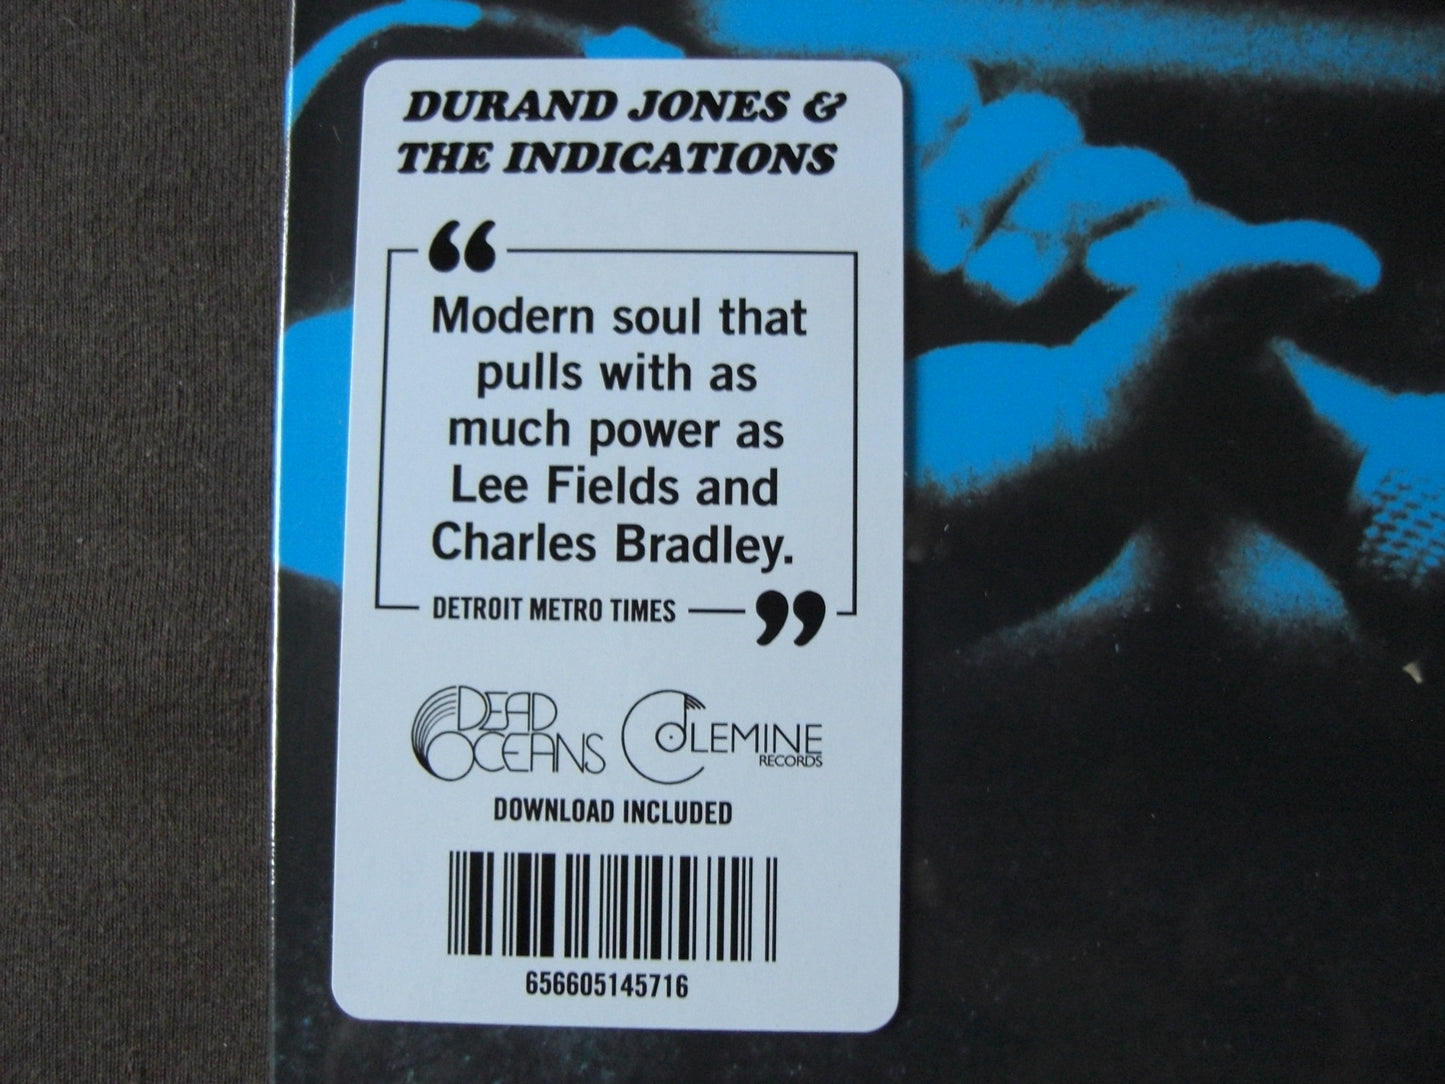 DURAND JONES &
THE INDICATIONS
“
Modern soul that
pulls with as
much power as
Lee Fields and
Charles Bradley.
DETROIT METRO TIMES ”
DEAD
OCEANS
COLEMINE
RECORDS
DOWNLOAD INCLUDED
656605145716